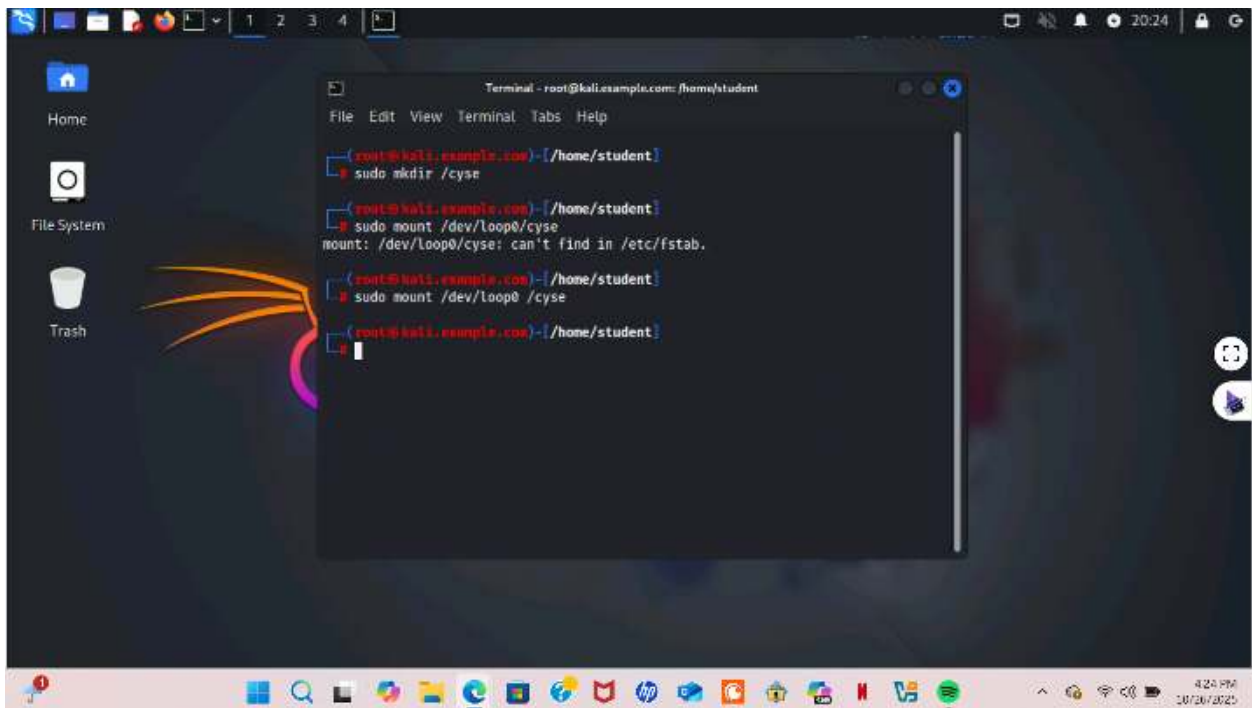 1 2 3 4
20:24
Home
File System
Trash
Terminal - root@kali.example.com: /home/student
File Edit View Terminal Tabs Help
(root㉿kali.example.com)-[/home/student]
# sudo mkdir /cyse
(root㉿kali.example.com)-[/home/student]
# sudo mount /dev/loop0/cyse
mount: /dev/loop0/cyse: can't find in /etc/fstab.
(root㉿kali.example.com)-[/home/student]
# sudo mount /dev/loop0 /cyse
(root㉿kali.example.com)-[/home/student]
#
4:24 PM
10/26/2025